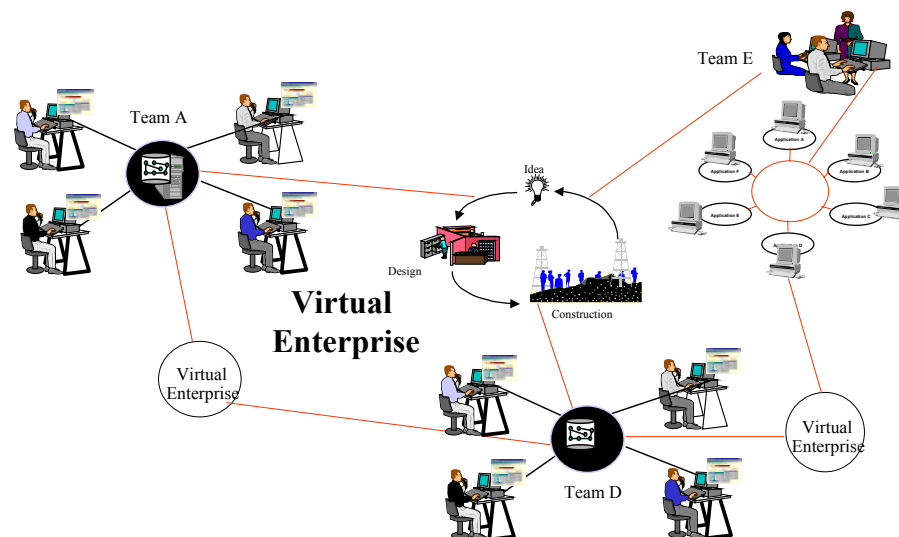 Team E
Team A
Application A
Application F
Application B
Idea
Application E
Application C
Application D
Design
Virtual
Enterprise
Construction
Virtual
Enterprise
Virtual
Enterprise
Team D